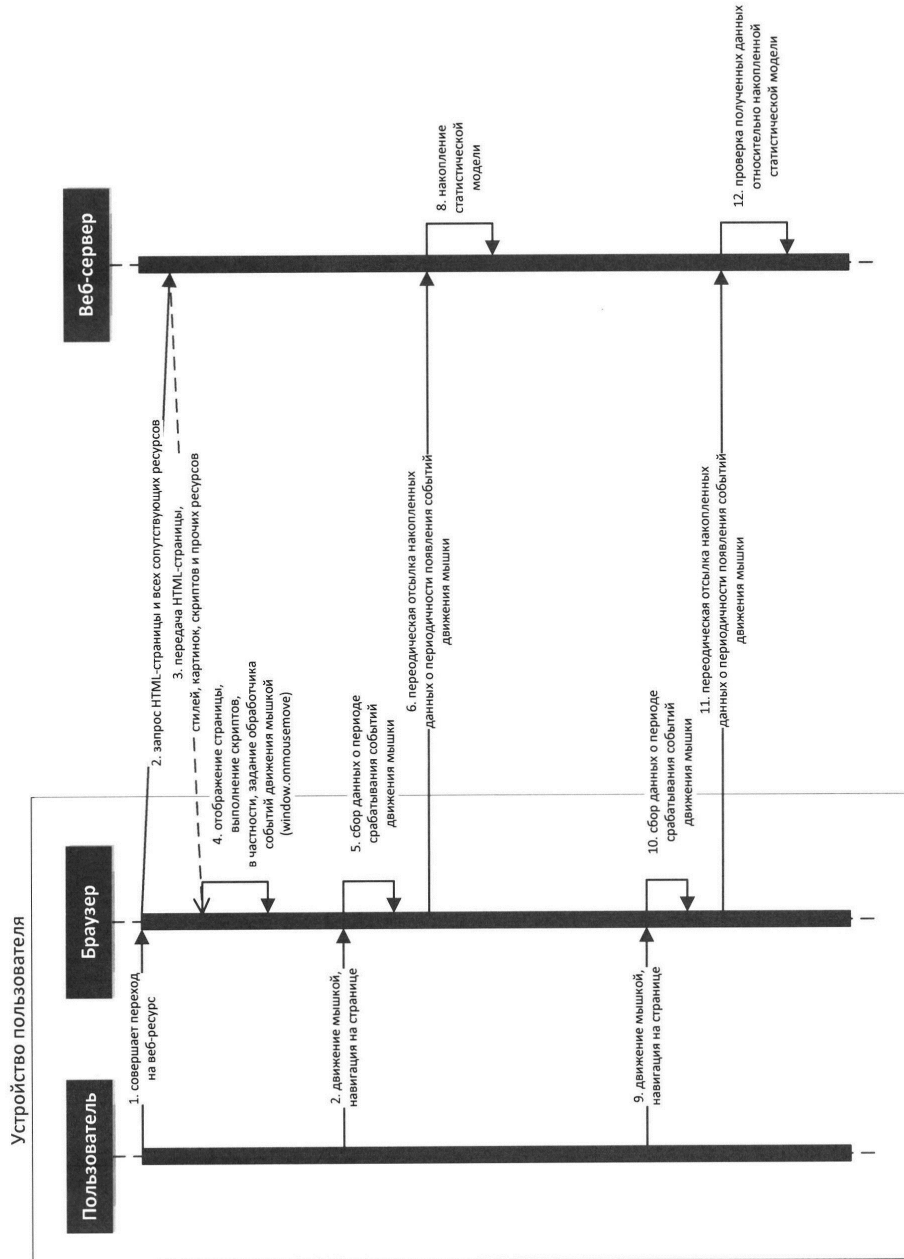 Устройство пользователя
Пользователь
Браузер
Веб-сервер
1. совершает переход
на веб-ресурс
2. запрос HTML-страницы и всех сопутствующих ресурсов
3. передача HTML-страницы,
стилей, картинок, скриптов и прочих ресурсов
4. отображение страницы,
выполнение скриптов,
в частности, задание обработчика
событий движения мышкой
(window.onmousemove)
2. движение мышкой,
навигация на странице
5. сбор данных о периоде
срабатывания событий
движения мышки
6. переодическая отсылка накопленных
данных о периодичности появления событий
движения мышки
8. накопление
статистической
модели
9. движение мышкой,
навигация на странице
10. сбор данных о периоде
срабатывания событий
движения мышки
11. переодическая отсылка накопленных
данных о периодичности появления событий
движения мышки
12. проверка полученных данных
относительно накопленной
статистической модели